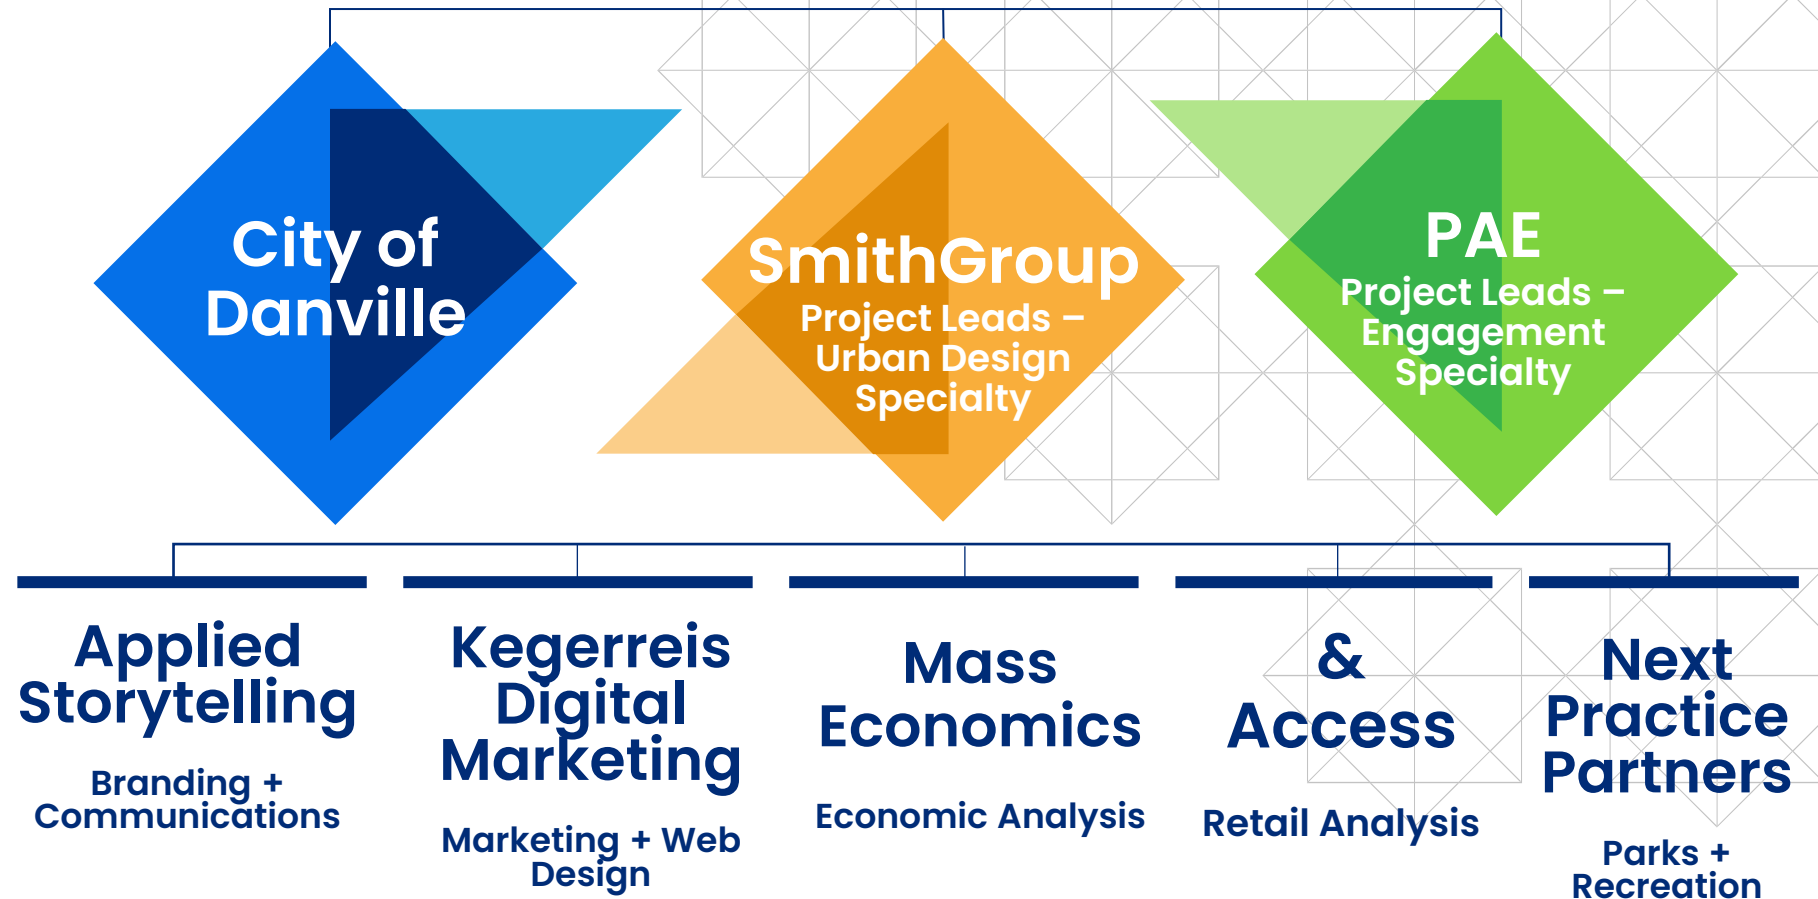 City of
Danville
SmithGroup
Project Leads –
Urban Design
Specialty
PAE
Project Leads –
Engagement
Specialty
Applied
Storytelling
Branding +
Communications
Kegerreis
Digital
Marketing
Marketing + Web
Design
Mass
Economics
Economic Analysis
&
Access
Retail Analysis
Next
Practice
Partners
Parks +
Recreation